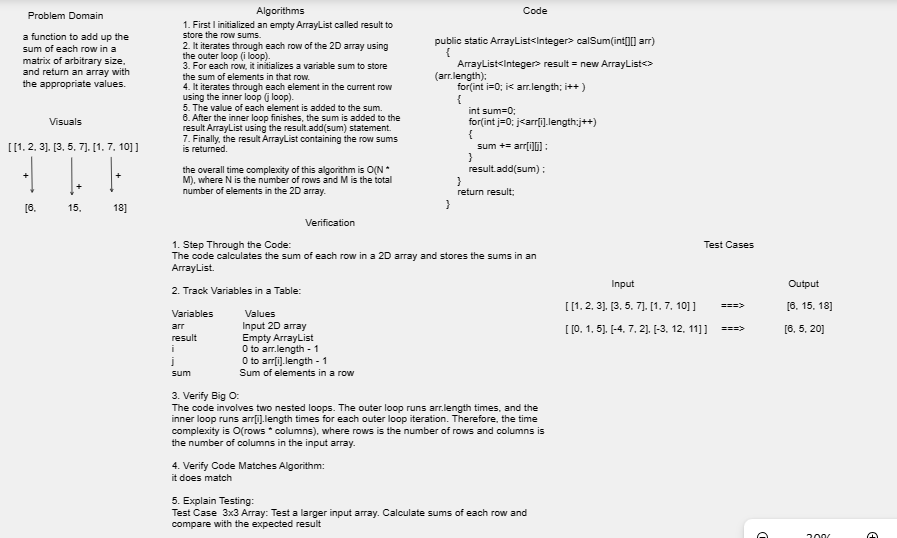 Problem Domain
a function to add up the
sum of each row in a
matrix of arbitrary size,
and return an array with
the appropriate values.
Visuals
[ [1, 2, 3], [3, 5, 7], [1, 7, 10] ]
+ + +
[6, 15, 18]
Algorithms
1. First I initialized an empty ArrayList called result to
store the row sums.
2. It iterates through each row of the 2D array using
the outer loop (i loop).
3. For each row, it initializes a variable sum to store
the sum of elements in that row.
4. It iterates through each element in the current row
using the inner loop (j loop).
5. The value of each element is added to the sum.
6. After the inner loop finishes, the sum is added to the
result ArrayList using the result.add(sum) statement.
7. Finally, the result ArrayList containing the row sums
is returned.
the overall time complexity of this algorithm is O(N *
M), where N is the number of rows and M is the total
number of elements in the 2D array.
Code
public static ArrayList<Integer> calSum(int[][] arr)
{
ArrayList<Integer> result = new ArrayList<>
(arr.length);
for(int i=0; i< arr.length; i++ )
{
int sum=0;
for(int j=0; j<arr[i].length;j++)
{
sum += arr[i][j] ;
}
result.add(sum) ;
}
return result;
}
Verification
1. Step Through the Code:
The code calculates the sum of each row in a 2D array and stores the sums in an
ArrayList.
2. Track Variables in a Table:
Variables Values
arr Input 2D array
result Empty ArrayList
i 0 to arr.length - 1
j 0 to arr[i].length - 1
sum Sum of elements in a row
3. Verify Big O:
The code involves two nested loops. The outer loop runs arr.length times, and the
inner loop runs arr[i].length times for each outer loop iteration. Therefore, the time
complexity is O(rows * columns), where rows is the number of rows and columns is
the number of columns in the input array.
4. Verify Code Matches Algorithm:
it does match
5. Explain Testing:
Test Case 3x3 Array: Test a larger input array. Calculate sums of each row and
compare with the expected result
Test Cases
Input Output
[ [1, 2, 3], [3, 5, 7], [1, 7, 10] ] ===> [6, 15, 18]
[ [0, 1, 5], [-4, 7, 2], [-3, 12, 11] ] ===> [6, 5, 20]